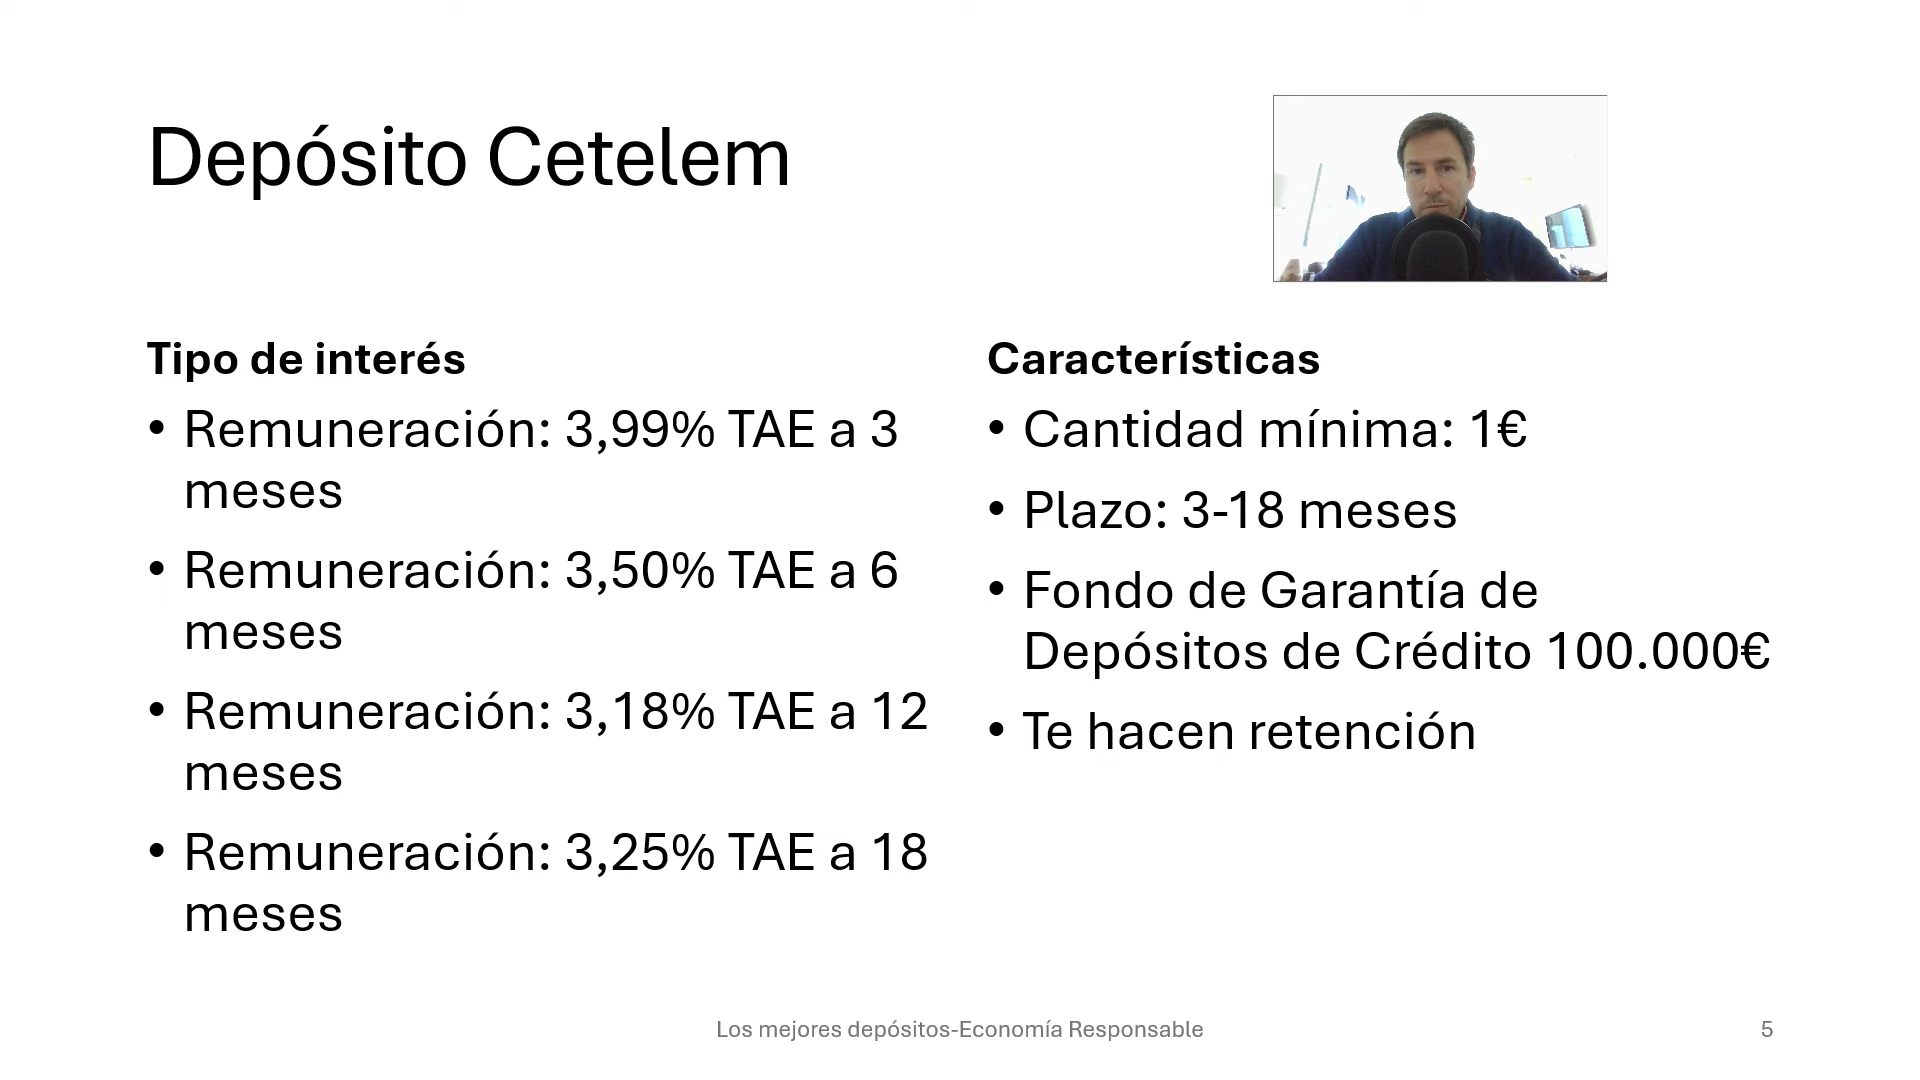 Depósito Cetelem
Tipo de interés
• Remuneración: 3,99% TAE a 3
meses
• Remuneración: 3,50% TAE a 6
meses
• Remuneración: 3,18% TAE a 12
meses
• Remuneración: 3,25% TAE a 18
meses
Características
• Cantidad mínima: 1€
• Plazo: 3-18 meses
• Fondo de Garantía de
Depósitos de Crédito 100.000€
• Te hacen retención
Los mejores depósitos-Economía Responsable
5